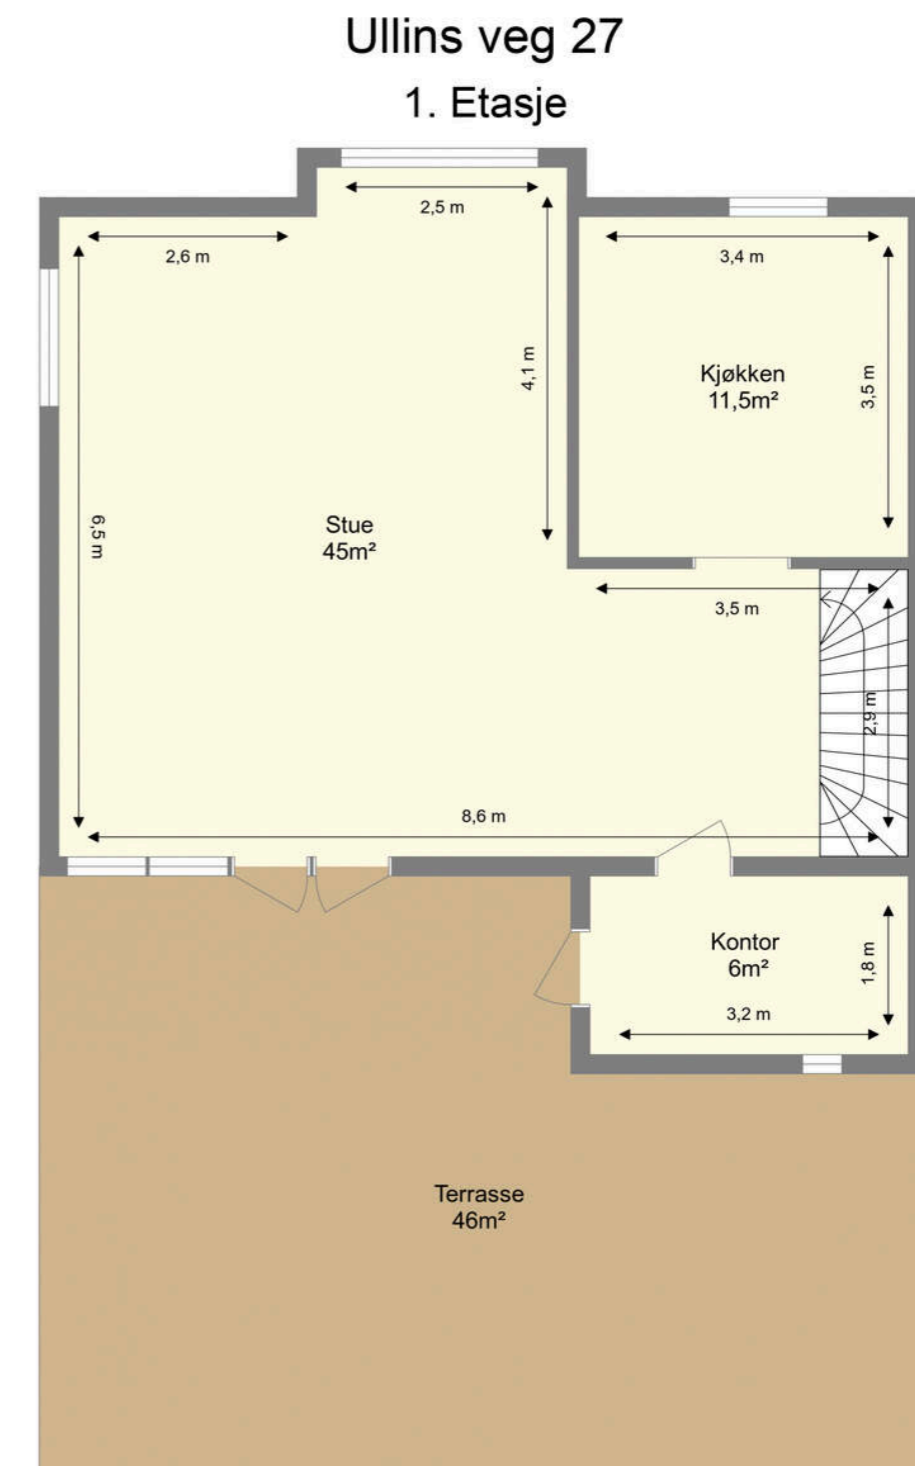 Ullins veg 27
1. Etasje
2,5 m
2,6 m
3,4 m
4,1 m
Kjøkken
11,5m²
3,5 m
6,5 m
Stue
45m²
3,5 m
2,9 m
8,6 m
Kontor
6m²
1,8 m
3,2 m
Terrasse
46m²